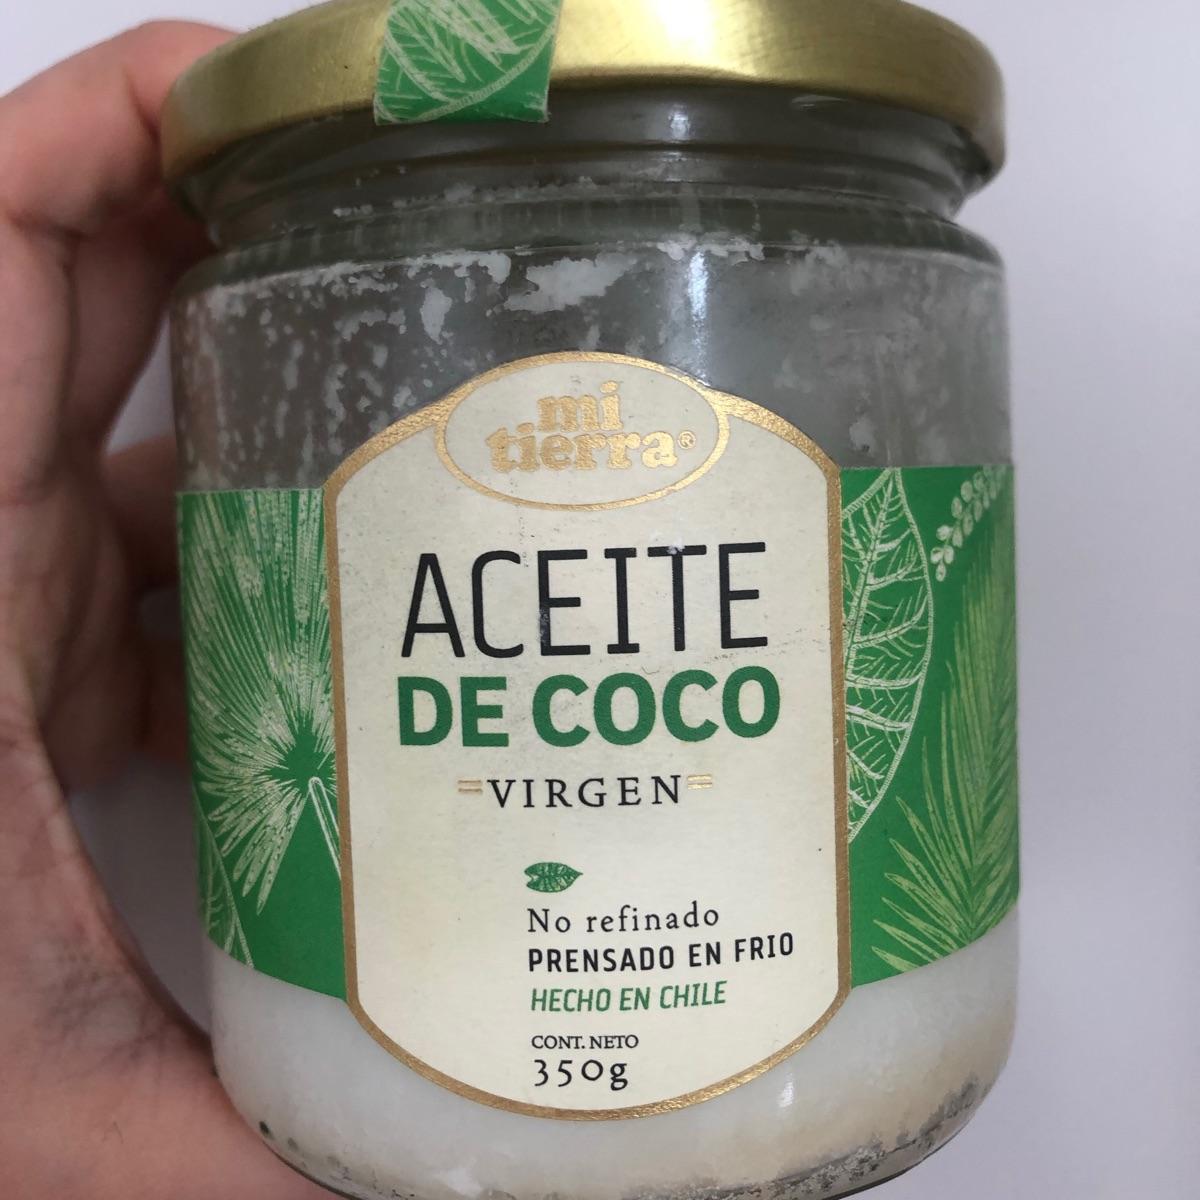 mi
tierra®
ACEITE
DE COCO
VIRGEN
No refinado
PRENSADO EN FRIO
HECHO EN CHILE
CONT. NETO
350g